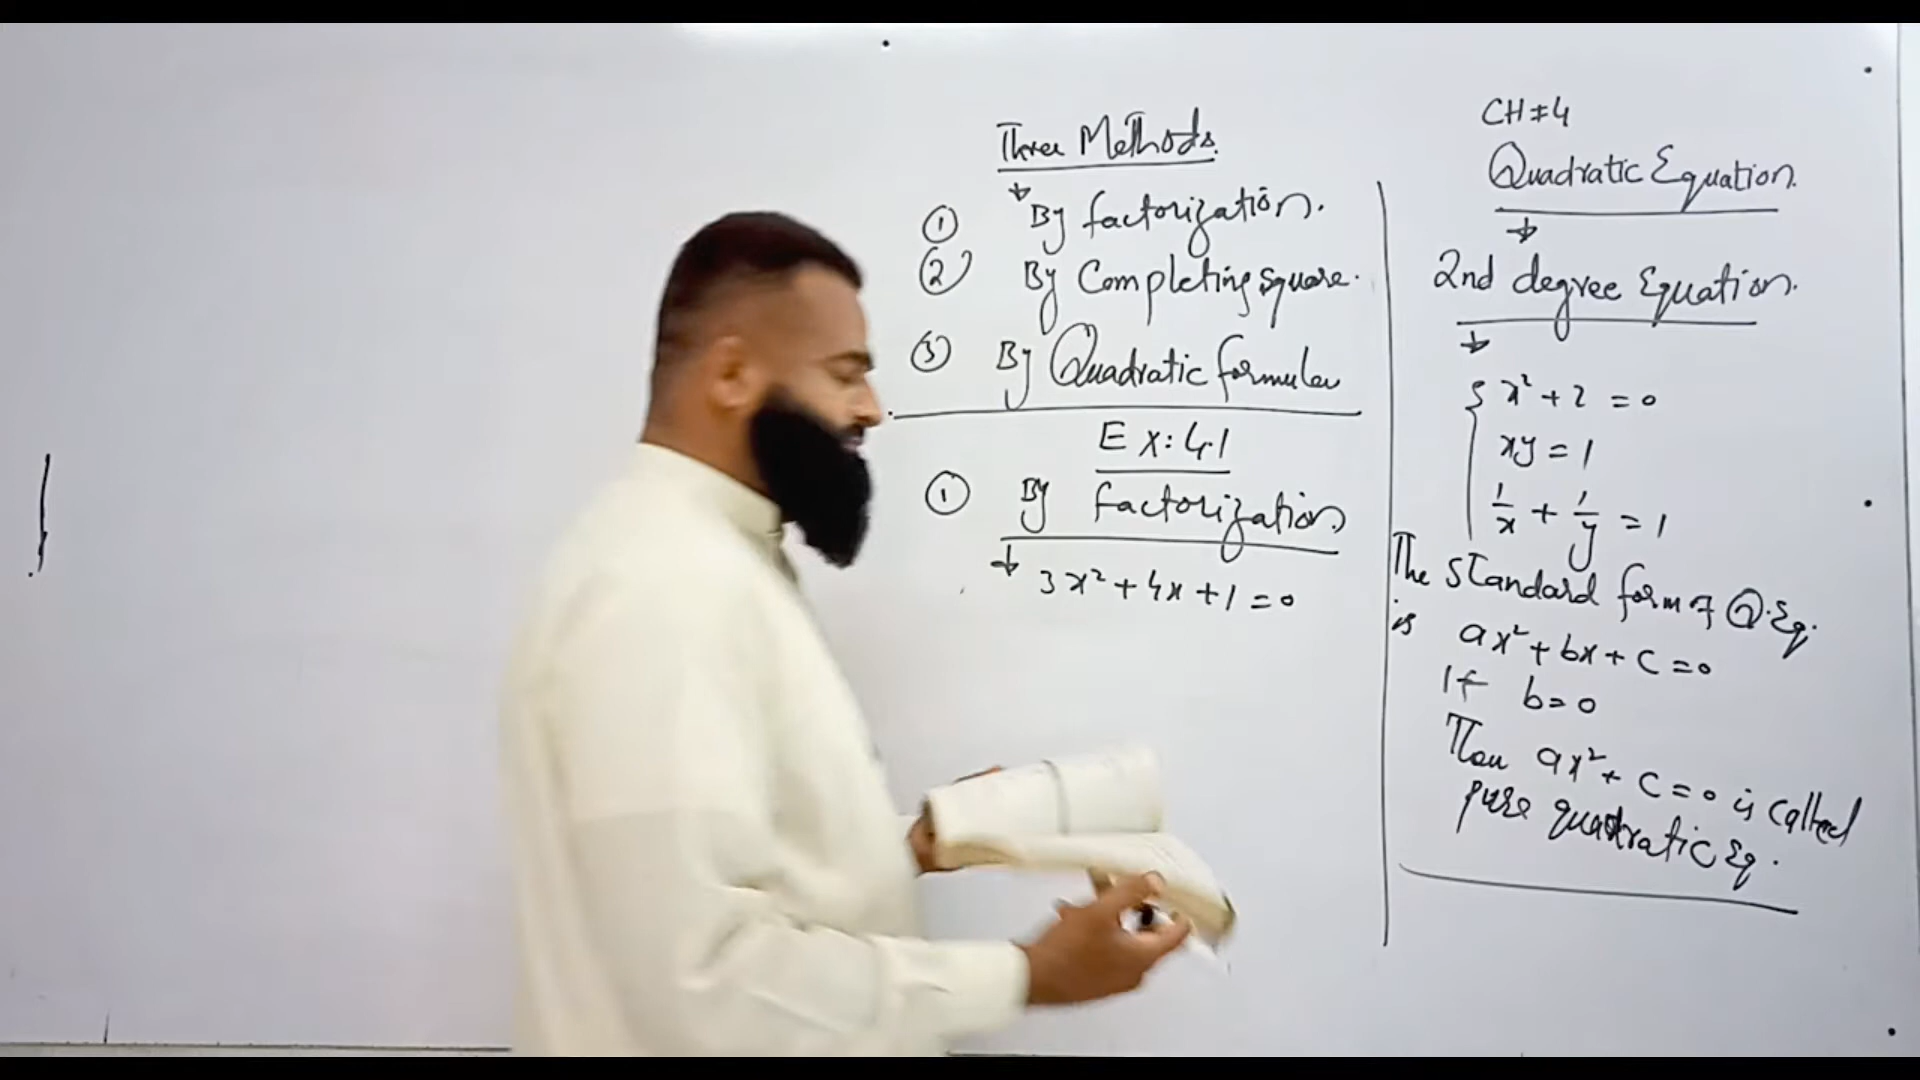 Three Methods.
① By factorization.
② By Completing square.
③ By Quadratic formula
Ex: 4.1
① By factorization.
3x² + 4x + 1 = 0
CH # 4
Quadratic Equation.
2nd degree Equation.
x² + 2 = 0
xy = 1
1/x + 1/y = 1
The standard form of Q. Eq.
is ax² + bx + c = 0
If b = 0
Then ax² + c = 0 is called
pure quadratic Eq.